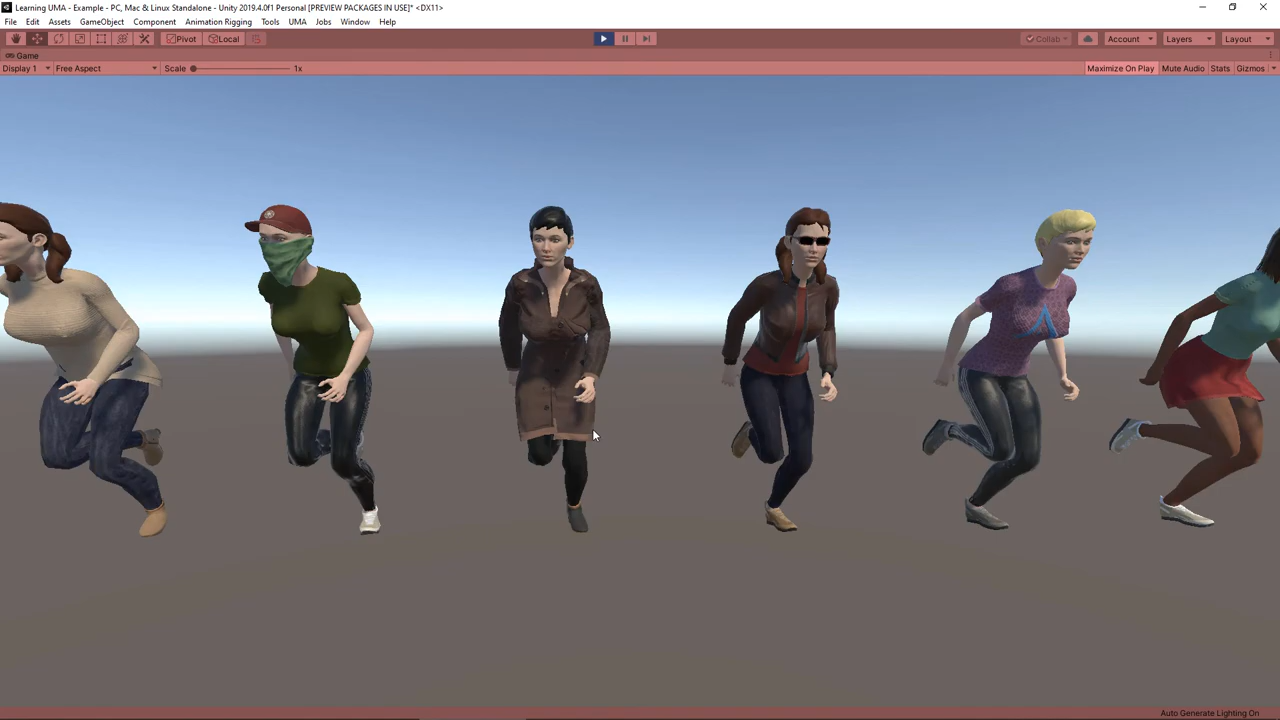 Learning UMA - Example - PC, Mac & Linux Standalone - Unity 2019.4.0f1 Personal [PREVIEW PACKAGES IN USE]* <DX11>
File Edit Assets GameObject Component Animation Rigging Tools UMA Jobs Window Help
Pivot Local Collab Account Layers Layout
Game
Display 1 Free Aspect Scale 1x Maximize On Play Mute Audio Stats Gizmos
Auto Generate Lighting On